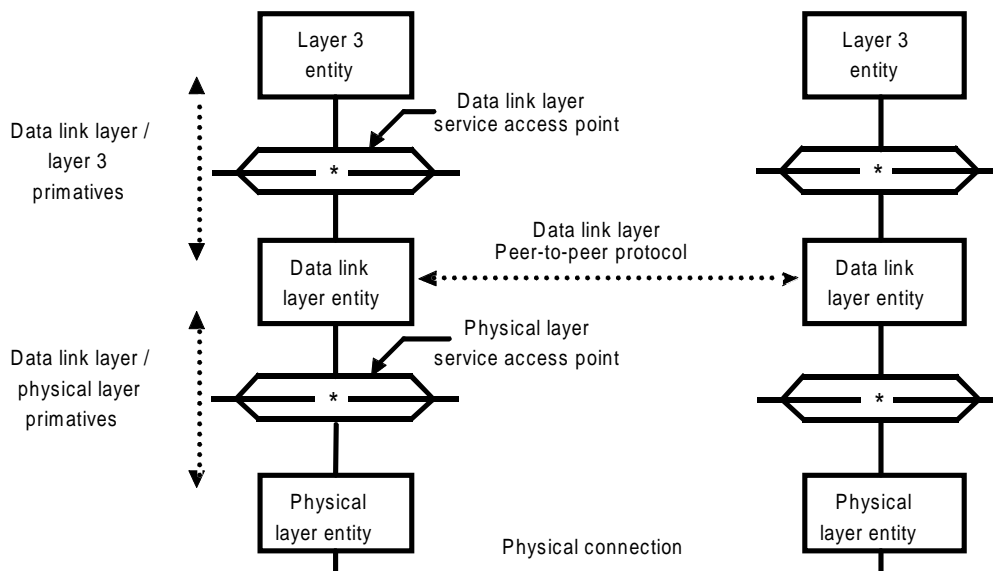 Layer 3
entity
Layer 3
entity
Data link layer
service access point
Data link layer /
layer 3
primatives
*
*
Data link layer
Peer-to-peer protocol
Data link
layer entity
Data link
layer entity
Physical layer
service access point
Data link layer /
physical layer
primatives
*
*
Physical
layer entity
Physical
layer entity
Physical connection